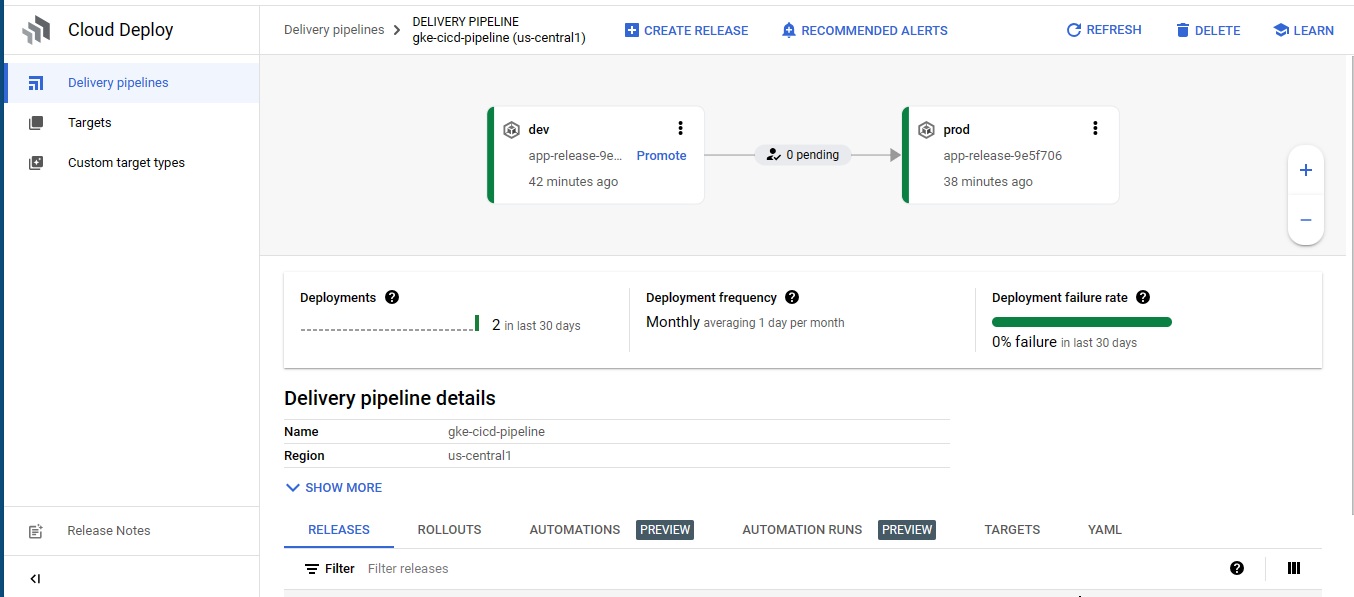 Cloud Deploy
Delivery pipelines
Targets
Custom target types
Release Notes
Delivery pipelines
DELIVERY PIPELINE
gke-cicd-pipeline (us-central1)
CREATE RELEASE
RECOMMENDED ALERTS
REFRESH
DELETE
LEARN
dev
app-release-9e... Promote
42 minutes ago
0 pending
prod
app-release-9e5f706
38 minutes ago
Deployments
2 in last 30 days
Deployment frequency
Monthly averaging 1 day per month
Deployment failure rate
0% failure in last 30 days
Delivery pipeline details
Name gke-cicd-pipeline
Region us-central1
SHOW MORE
RELEASES ROLLOUTS AUTOMATIONS PREVIEW AUTOMATION RUNS PREVIEW TARGETS YAML
Filter Filter releases